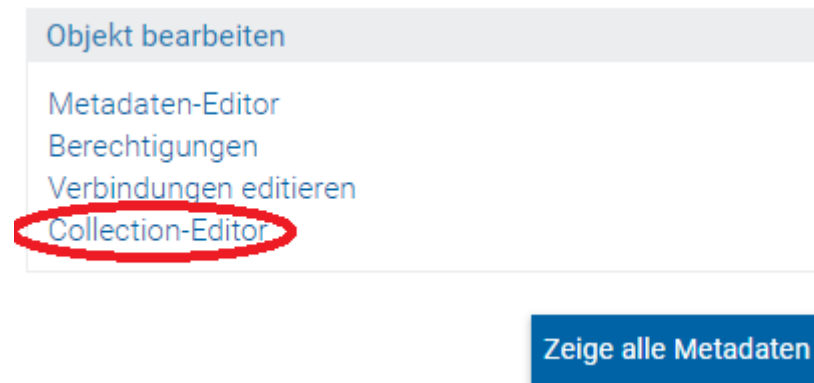 Objekt bearbeiten
Metadaten-Editor
Berechtigungen
Verbindungen editieren
Collection-Editor
Zeige alle Metadaten